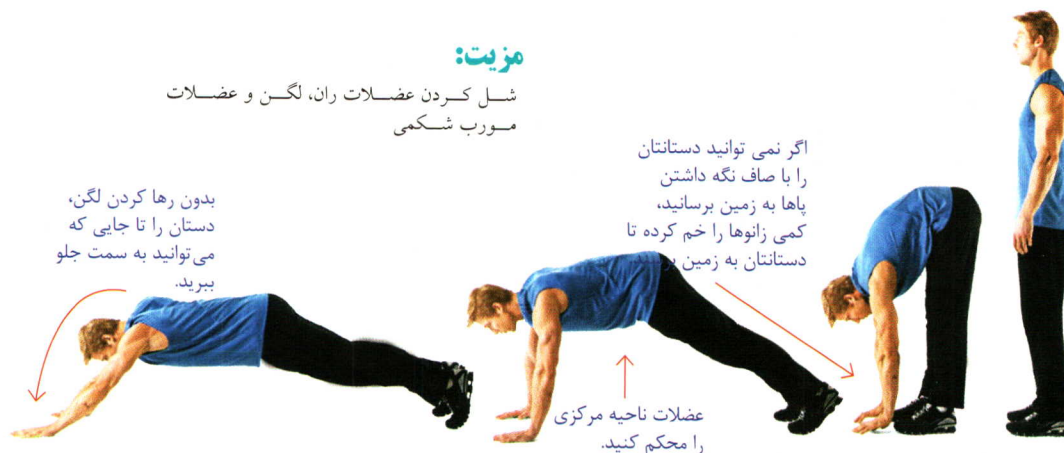 مزیت:
شل کردن عضلات ران، لگن و عضلات
مورب شکمی
اگر نمی توانید دستانتان
را با صاف نگه داشتن
پاها به زمین برسانید،
کمی زانوها را خم کرده تا
دستانتان به زمین
بدون رها کردن لگن،
دستان را تا جایی که
می‌توانید به سمت جلو
ببرید.
عضلات ناحیه مرکزی
را محکم کنید.